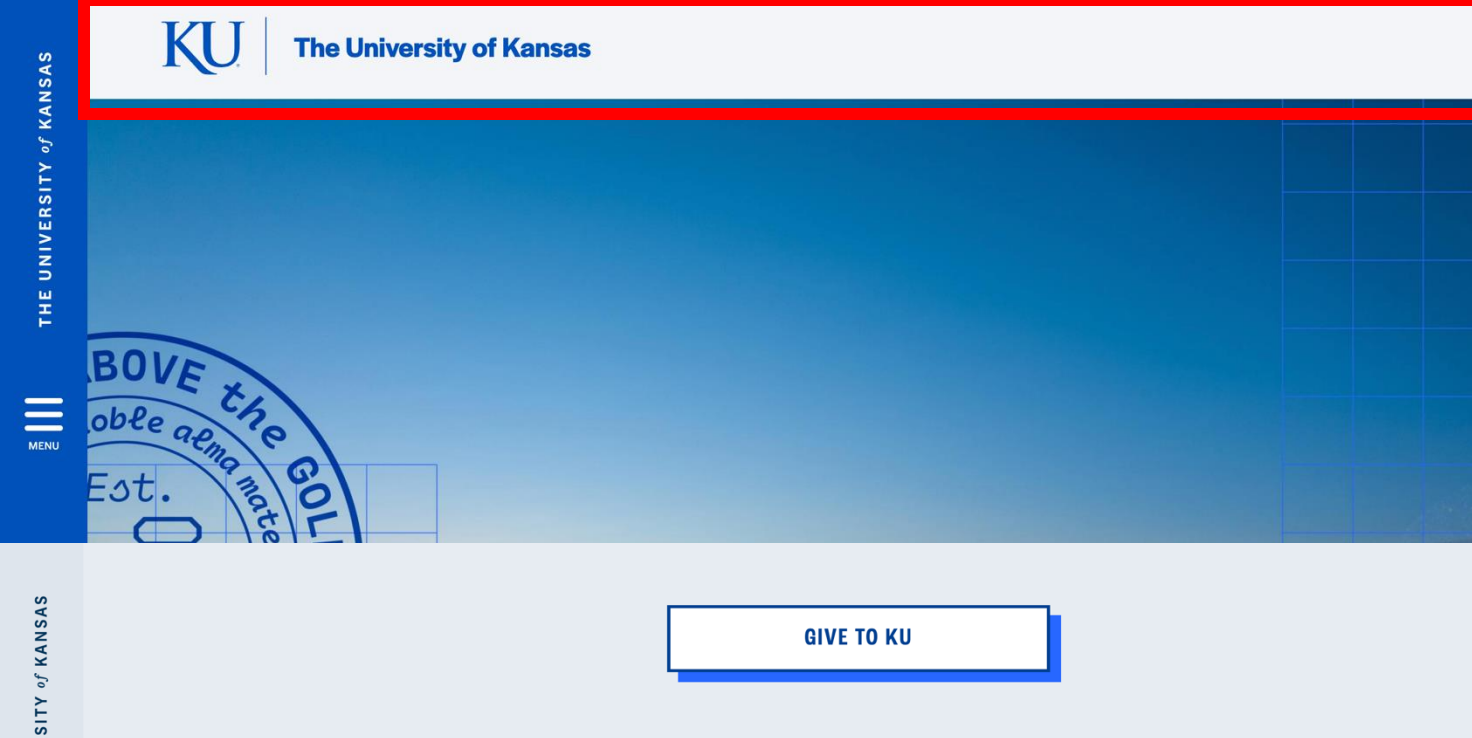 KU
The University of Kansas
THE UNIVERSITY of KANSAS
MENU
ABOVE the GOL
oble alma mate
Est.
GIVE TO KU
SITY of KANSAS